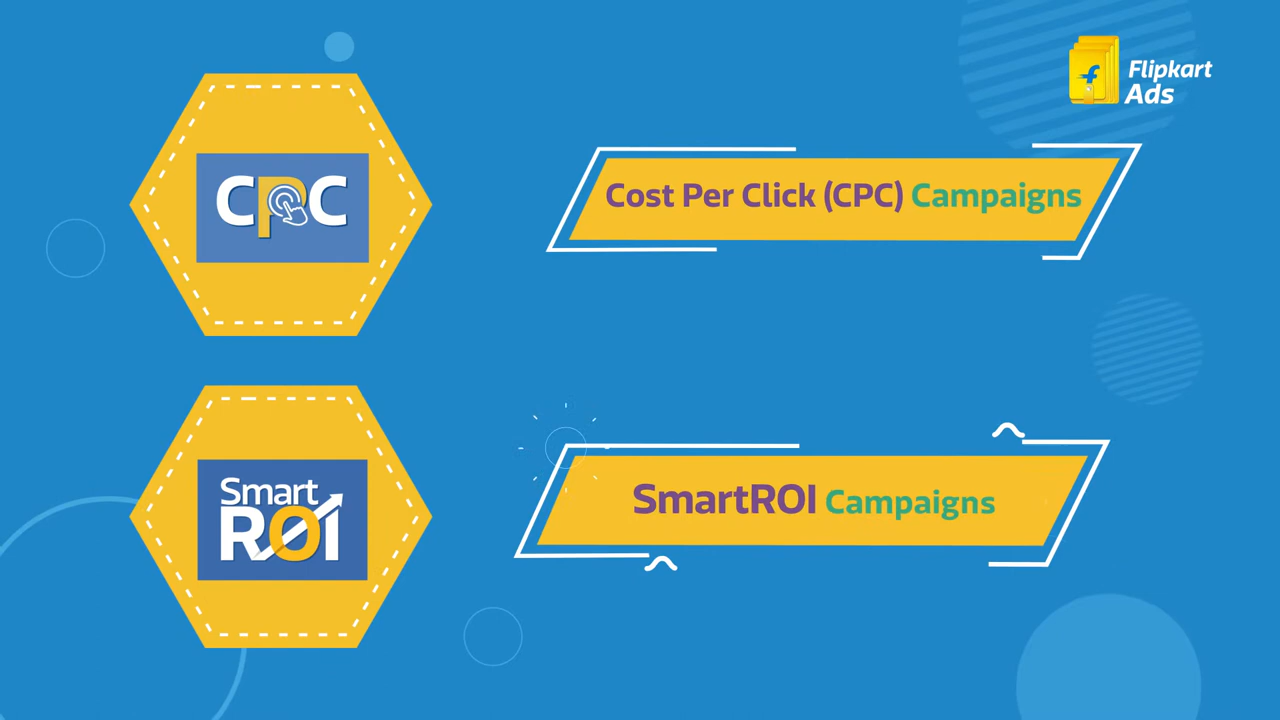 Flipkart
Ads
CPC
Cost Per Click (CPC) Campaigns
Smart
ROI
SmartROI Campaigns